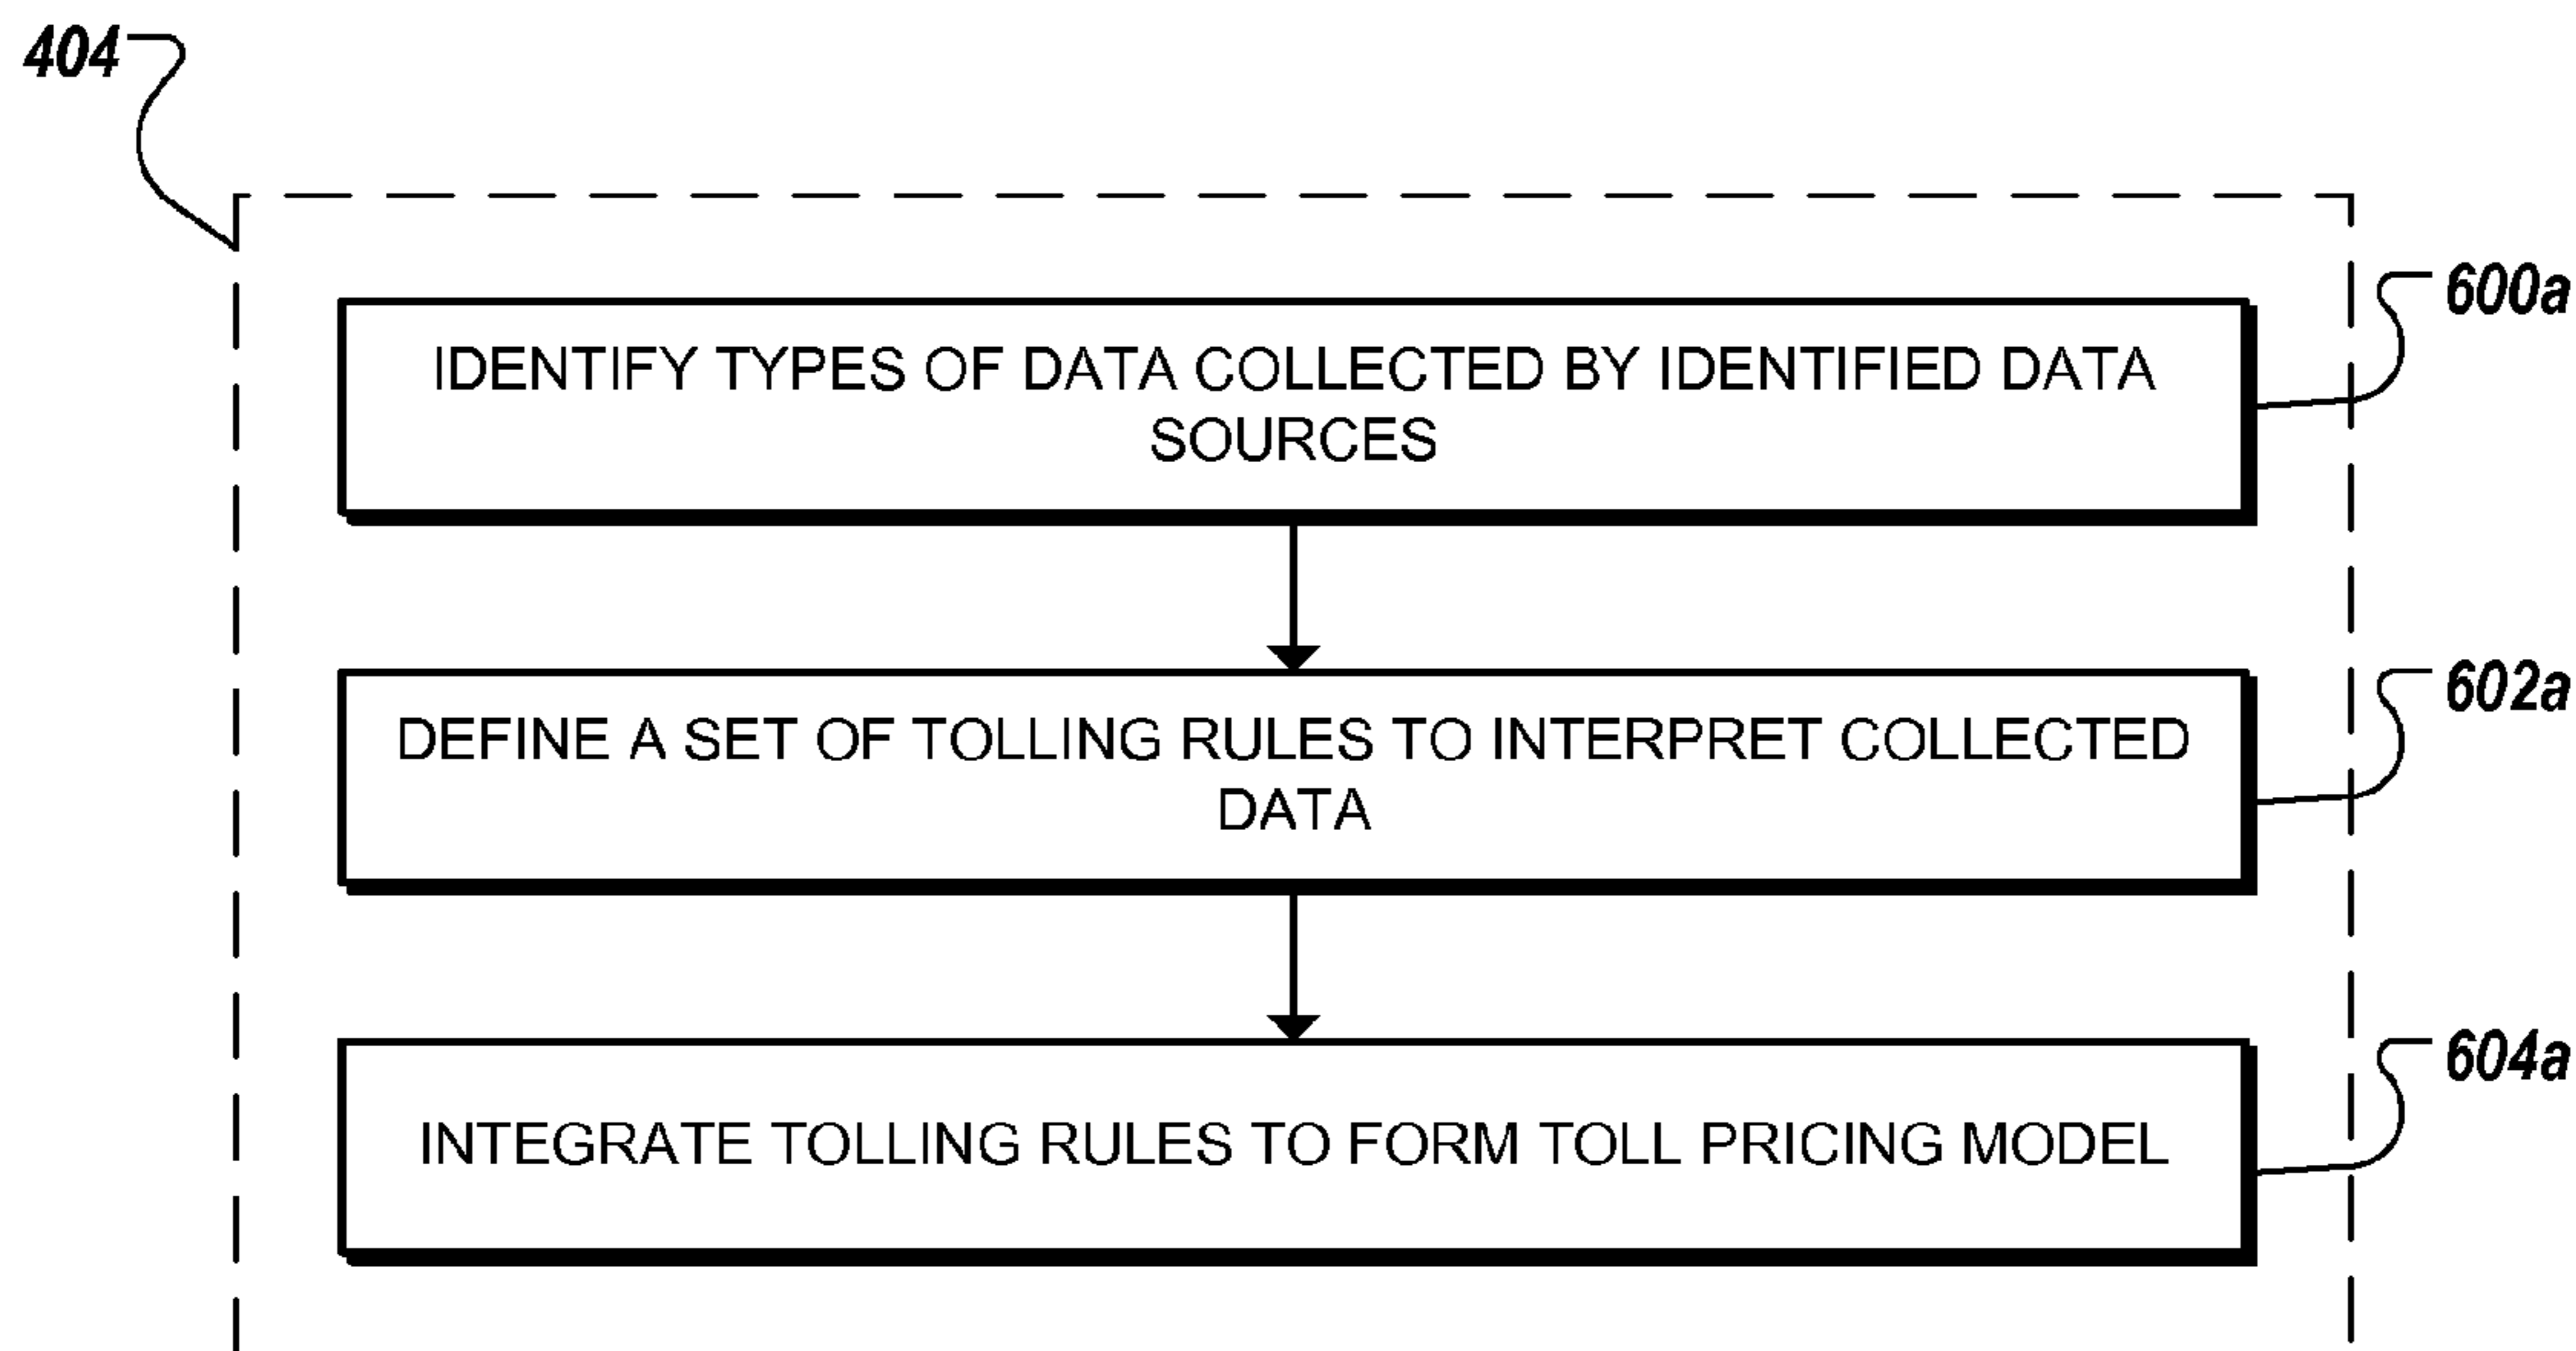 404
600a
IDENTIFY TYPES OF DATA COLLECTED BY IDENTIFIED DATA
SOURCES
602a
DEFINE A SET OF TOLLING RULES TO INTERPRET COLLECTED
DATA
604a
INTEGRATE TOLLING RULES TO FORM TOLL PRICING MODEL